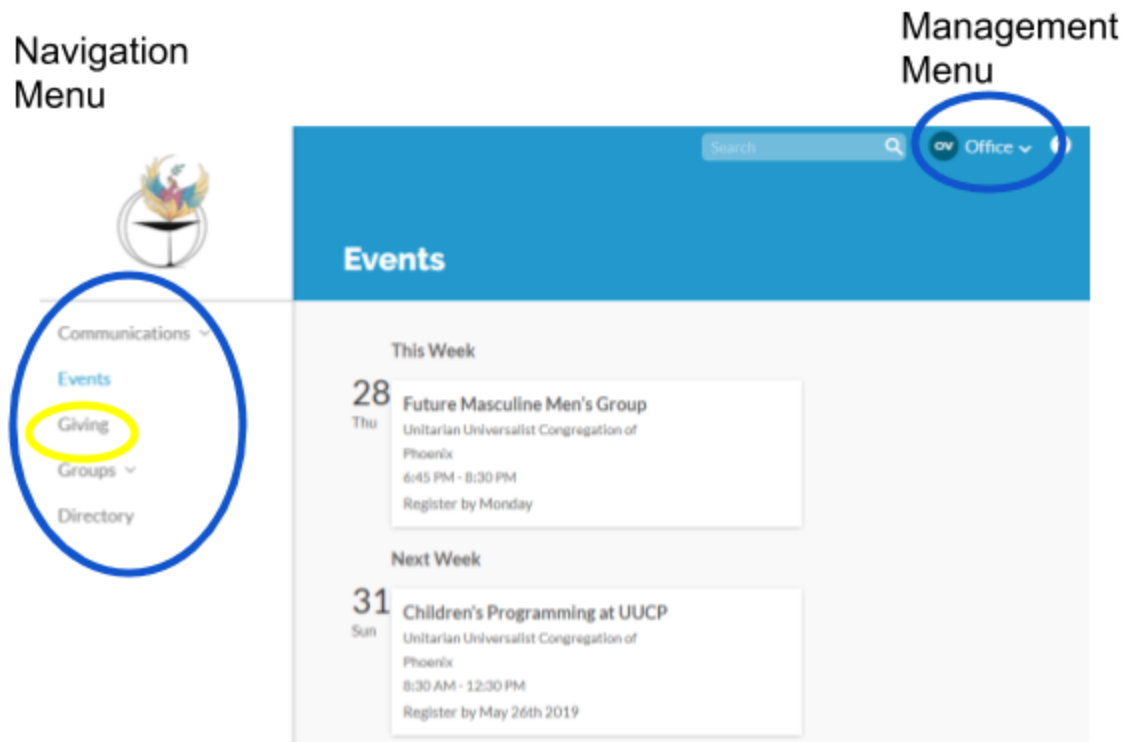 Navigation
Menu
Management
Menu
Search
OV Office
Events
Communications
Events
Giving
Groups
Directory
This Week
28
Thu
Future Masculine Men's Group
Unitarian Universalist Congregation of
Phoenix
6:45 PM - 8:30 PM
Register by Monday
Next Week
31
Sun
Children's Programming at UUCP
Unitarian Universalist Congregation of
Phoenix
8:30 AM - 12:30 PM
Register by May 26th 2019